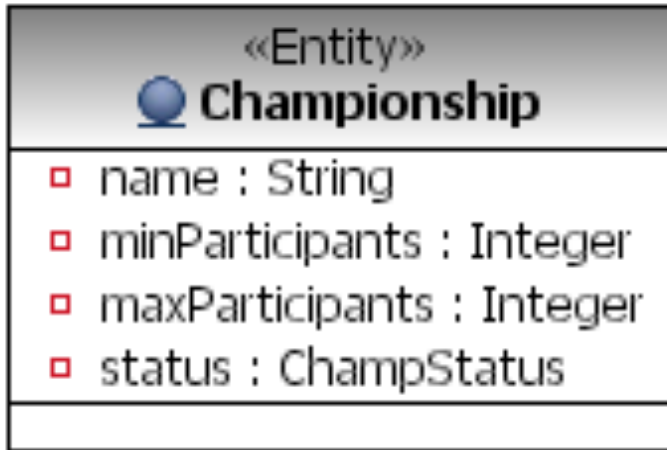 «Entity»
Championship
name : String
minParticipants : Integer
maxParticipants : Integer
status : ChampStatus